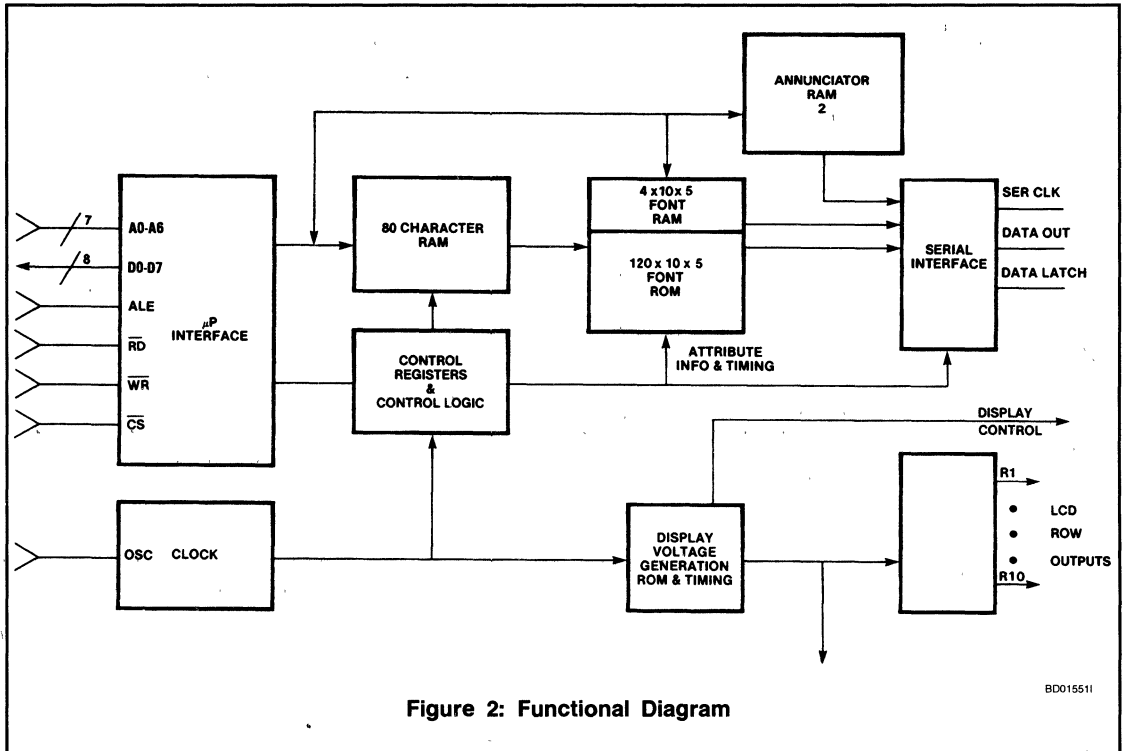 ANNUNCIATOR
RAM
2
7
A0-A6
8
D0-D7
ALE
R̅D̅
W̅R̅
C̅S̅
μP
INTERFACE
80 CHARACTER
RAM
4 x 10 x 5
FONT
RAM
120 x 10 x 5
FONT
ROM
SERIAL
INTERFACE
SER CLK
DATA OUT
DATA LATCH
CONTROL
REGISTERS
&
CONTROL LOGIC
ATTRIBUTE
INFO & TIMING
DISPLAY
CONTROL
OSC CLOCK
DISPLAY
VOLTAGE
GENERATION
ROM & TIMING
R1
LCD
ROW
OUTPUTS
R10
BD01551I
Figure 2: Functional Diagram